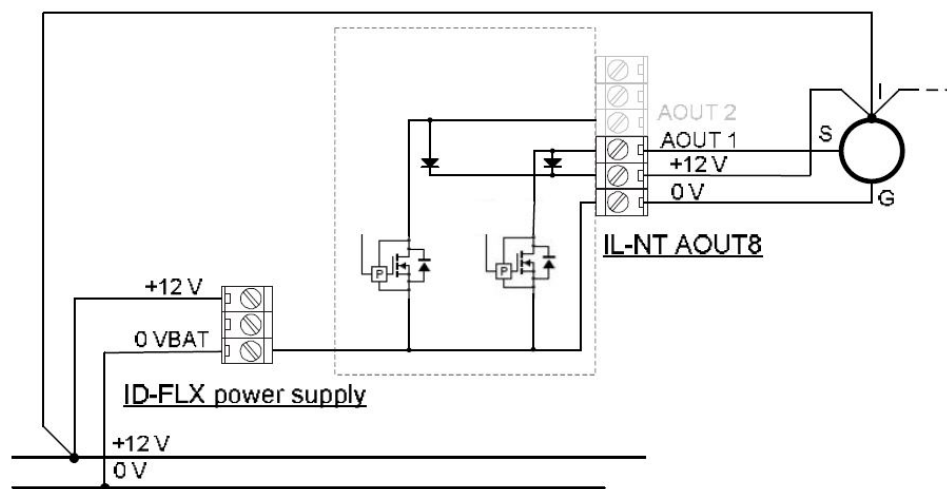 AOUT 2
I
AOUT 1
S
+12 V
0 V
G
IL-NT AOUT8
P
P
+12 V
0 VBAT
ID-FLX power supply
+12 V
0 V